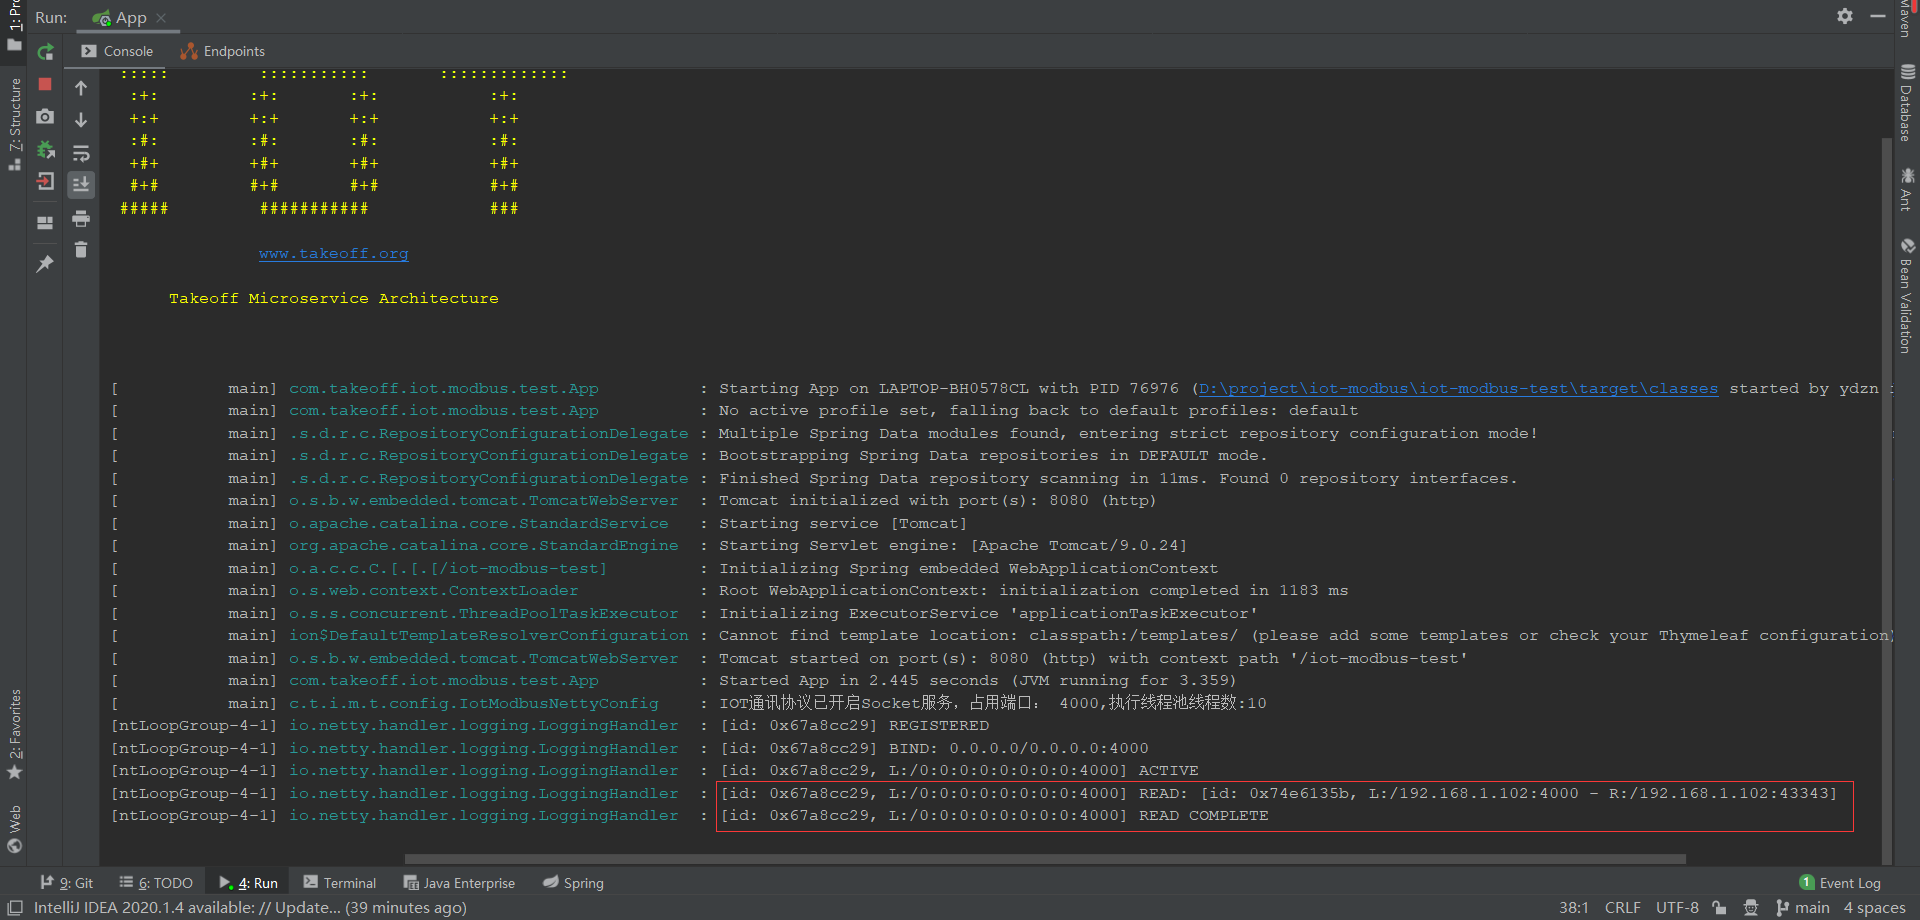 Run: App
Console Endpoints
::::: ::::::::::: :::::::::::::
:+: :+: :+: :+:
+:+ +:+ +:+ +:+
:#: :#: :#: :#:
+#+ +#+ +#+ +#+
#+# #+# #+# #+#
##### ########### ###
www.takeoff.org
Takeoff Microservice Architecture
[ main] com.takeoff.iot.modbus.test.App : Starting App on LAPTOP-BH0578CL with PID 76976 (D:\project\iot-modbus\iot-modbus-test\target\classes started by ydzn
[ main] com.takeoff.iot.modbus.test.App : No active profile set, falling back to default profiles: default
[ main] .s.d.r.c.RepositoryConfigurationDelegate : Multiple Spring Data modules found, entering strict repository configuration mode!
[ main] .s.d.r.c.RepositoryConfigurationDelegate : Bootstrapping Spring Data repositories in DEFAULT mode.
[ main] .s.d.r.c.RepositoryConfigurationDelegate : Finished Spring Data repository scanning in 11ms. Found 0 repository interfaces.
[ main] o.s.b.w.embedded.tomcat.TomcatWebServer : Tomcat initialized with port(s): 8080 (http)
[ main] o.apache.catalina.core.StandardService : Starting service [Tomcat]
[ main] org.apache.catalina.core.StandardEngine : Starting Servlet engine: [Apache Tomcat/9.0.24]
[ main] o.a.c.c.C.[.[.[/iot-modbus-test] : Initializing Spring embedded WebApplicationContext
[ main] o.s.web.context.ContextLoader : Root WebApplicationContext: initialization completed in 1183 ms
[ main] o.s.s.concurrent.ThreadPoolTaskExecutor : Initializing ExecutorService 'applicationTaskExecutor'
[ main] ion$DefaultTemplateResolverConfiguration : Cannot find template location: classpath:/templates/ (please add some templates or check your Thymeleaf configuration)
[ main] o.s.b.w.embedded.tomcat.TomcatWebServer : Tomcat started on port(s): 8080 (http) with context path '/iot-modbus-test'
[ main] com.takeoff.iot.modbus.test.App : Started App in 2.445 seconds (JVM running for 3.359)
[ main] c.t.i.m.t.config.IotModbusNettyConfig : IOT通讯协议已开启Socket服务，占用端口： 4000,执行线程池线程数:10
[ntLoopGroup-4-1] io.netty.handler.logging.LoggingHandler : [id: 0x67a8cc29] REGISTERED
[ntLoopGroup-4-1] io.netty.handler.logging.LoggingHandler : [id: 0x67a8cc29] BIND: 0.0.0.0/0.0.0.0:4000
[ntLoopGroup-4-1] io.netty.handler.logging.LoggingHandler : [id: 0x67a8cc29, L:/0:0:0:0:0:0:0:0:4000] ACTIVE
[ntLoopGroup-4-1] io.netty.handler.logging.LoggingHandler : [id: 0x67a8cc29, L:/0:0:0:0:0:0:0:0:4000] READ: [id: 0x74e6135b, L:/192.168.1.102:4000 - R:/192.168.1.102:43343]
[ntLoopGroup-4-1] io.netty.handler.logging.LoggingHandler : [id: 0x67a8cc29, L:/0:0:0:0:0:0:0:0:4000] READ COMPLETE
7: Structure
2: Favorites
Web
Maven
Database
Ant
Bean Validation
9: Git 6: TODO 4: Run Terminal Java Enterprise Spring 1 Event Log
IntelliJ IDEA 2020.1.4 available: // Update... (39 minutes ago) 38:1 CRLF UTF-8 main 4 spaces